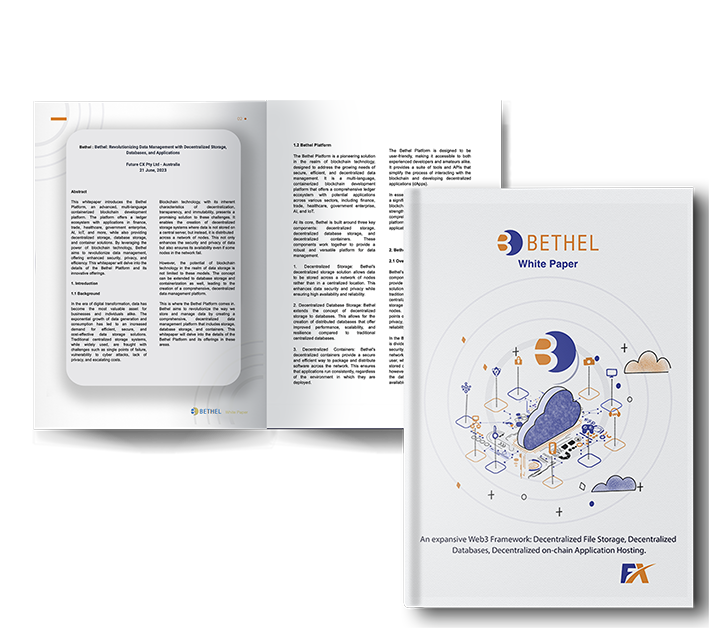 02
Bethel : Bethel: Revolutionizing Data Management with Decentralized Storage,
Databases, and Applications
Future CX Pty Ltd - Australia
21 June, 2023
Abstract
This whitepaper introduces the Bethel
Platform, an advanced, multi-language,
containerized blockchain development
platform. The platform offers a ledger
ecosystem with applications in finance,
trade, healthcare, government enterprise,
AI, IoT, and more, while also providing
decentralized storage, database storage,
and container solutions. By leveraging the
power of blockchain technology, Bethel
aims to revolutionize data management,
offering enhanced security, privacy, and
efficiency. This whitepaper will delve into the
details of the Bethel Platform and its
innovative offerings.
1. Introduction
1.1 Background
In the era of digital transformation, data has
become the most valuable asset for
businesses and individuals alike. The
exponential growth of data generation and
consumption has led to an increased
demand for efficient, secure, and
cost-effective data storage solutions.
Traditional centralized storage systems,
while widely used, are fraught with
challenges such as single points of failure,
vulnerability to cyber attacks, lack of
privacy, and escalating costs.
Blockchain technology, with its inherent
characteristics of decentralization,
transparency, and immutability, presents a
promising solution to these challenges. It
enables the creation of decentralized
storage systems where data is not stored on
a central server, but instead, it is distributed
across a network of nodes. This not only
enhances the security and privacy of data
but also ensures its availability even if some
nodes in the network fail.
However, the potential of blockchain
technology in the realm of data storage is
not limited to these models. The concept
can be extended to database storage and
containerization as well, leading to the
creation of a comprehensive, decentralized
data management platform.
This is where the Bethel Platform comes in.
Bethel aims to revolutionize the way we
store and manage data by creating a
comprehensive, decentralized data
management platform that includes storage,
database storage, and containers. This
whitepaper will delve into the details of the
Bethel Platform and its offerings in these
areas.
BETHEL White Paper
1.2 Bethel Platform
The Bethel Platform is a pioneering solution
in the realm of blockchain technology,
designed to address the growing needs of
secure, efficient, and decentralized data
management. It is a multi-language,
containerized blockchain development
platform that offers a comprehensive ledger
ecosystem with potential applications
across various sectors, including finance,
trade, healthcare, government enterprise,
AI, and IoT.
At its core, Bethel is built around three key
components: decentralized storage,
decentralized database storage, and
decentralized containers. These
components work together to provide a
robust and versatile platform for data
management.
1. Decentralized Storage: Bethel's
decentralized storage solution allows data
to be stored across a network of nodes
rather than in a centralized location. This
enhances data security and privacy while
ensuring high availability and reliability.
2. Decentralized Database Storage: Bethel
extends the concept of decentralized
storage to databases. This allows for the
creation of distributed databases that offer
improved performance, scalability, and
resilience compared to traditional
centralized databases.
3. Decentralized Containers: Bethel's
decentralized containers provide a secure
and efficient way to package and distribute
software across the network. This ensures
that applications run consistently, regardless
of the environment in which they are
deployed.
The Bethel Platform is designed to be
user-friendly, making it accessible to both
experienced developers and amateurs alike.
It provides a suite of tools and APIs that
simplify the process of interacting with the
blockchain and developing decentralized
applications (dApps).
BETHEL
White Paper
An expansive Web3 Framework: Decentralized File Storage, Decentralized
Databases, Decentralized on-chain Application Hosting.
FX